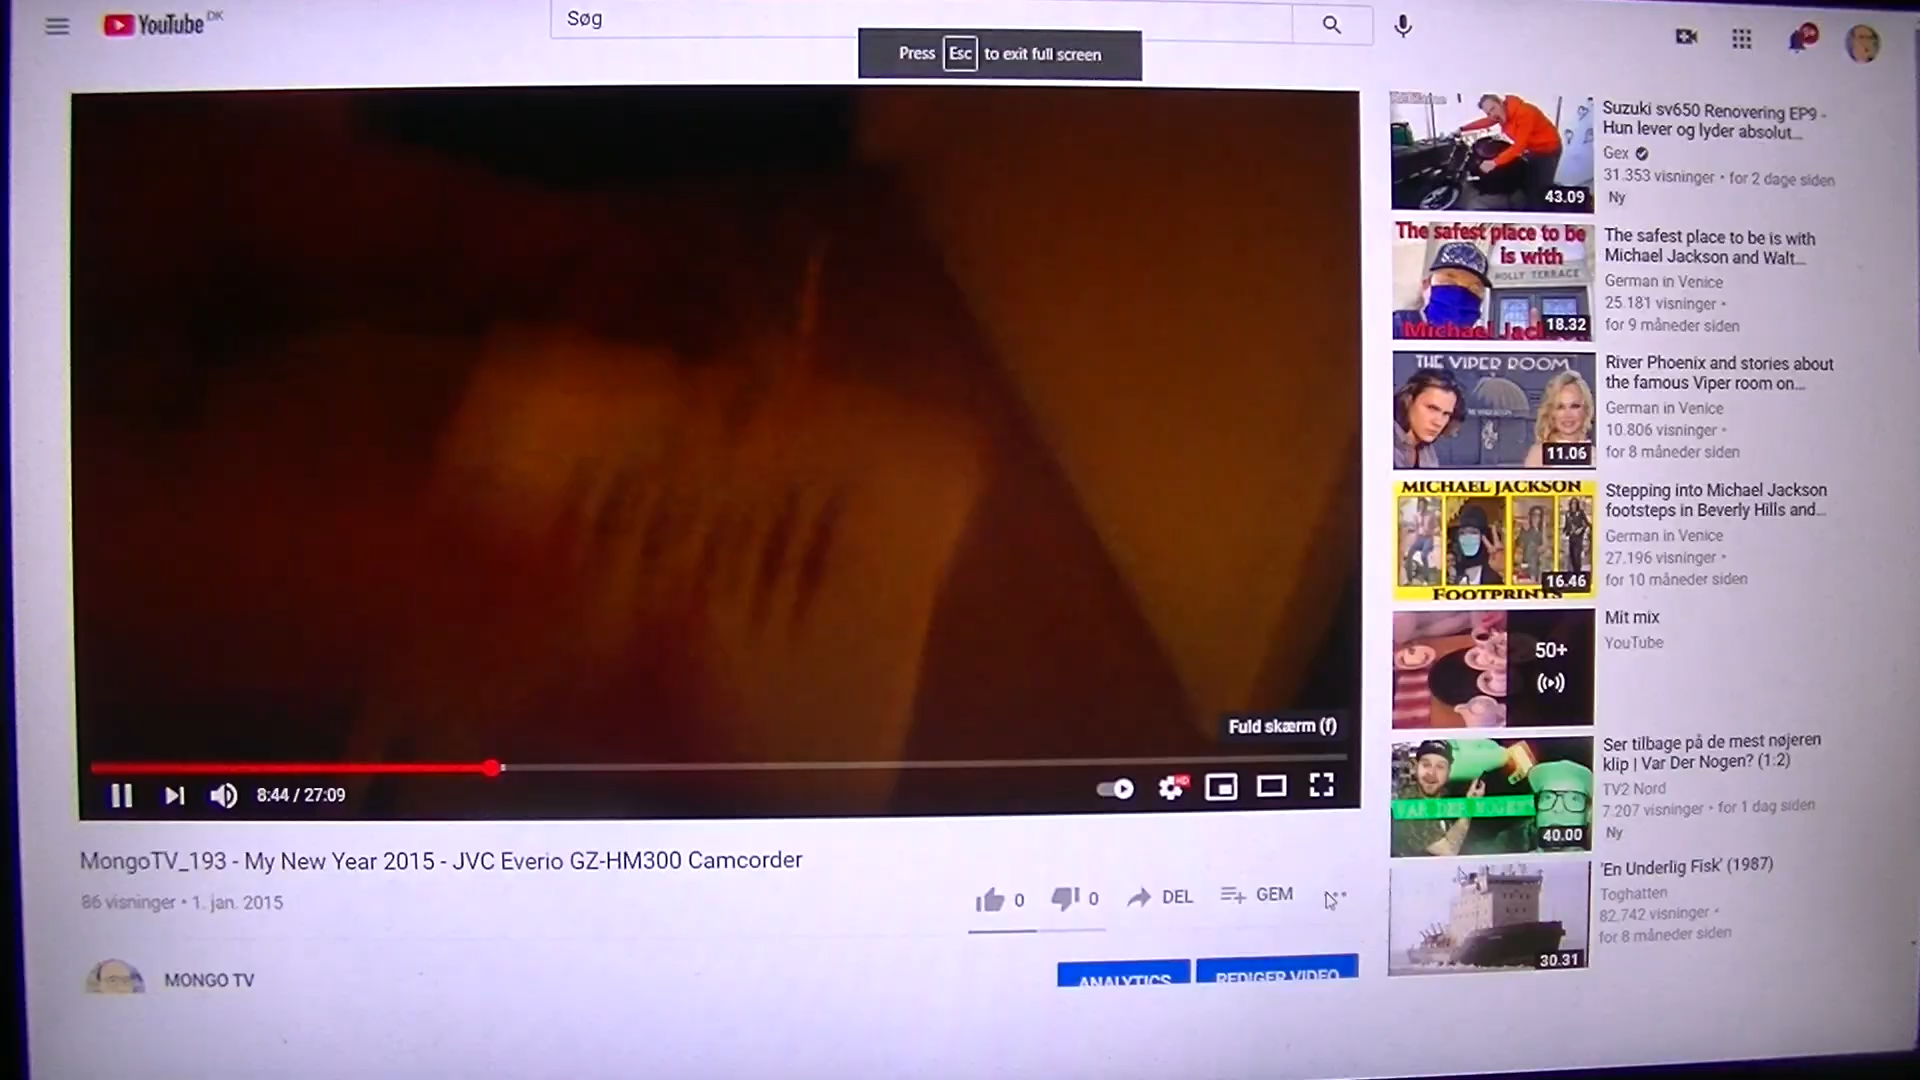 YouTube DK
Søg
Press Esc to exit full screen
Fuld skærm (f)
8:44 / 27:09
HD
MongoTV_193 - My New Year 2015 - JVC Everio GZ-HM300 Camcorder
86 visninger • 1. jan. 2015
0
0
DEL
GEM
MONGO TV
ANALYTICS
REDIGER VIDEO
43.09
Suzuki sv650 Renovering EP9 -
Hun lever og lyder absolut...
Gex
31.353 visninger • for 2 dage siden
Ny
The safest place to be
is with
HOLLY TERRACE
18.32
The safest place to be is with
Michael Jackson and Walt...
German in Venice
25.181 visninger •
for 9 måneder siden
THE VIPER ROOM
11.06
River Phoenix and stories about
the famous Viper room on...
German in Venice
10.806 visninger •
for 8 måneder siden
MICHAEL JACKSON
FOOTPRINTS
16.46
Stepping into Michael Jackson
footsteps in Beverly Hills and...
German in Venice
27.196 visninger •
for 10 måneder siden
50+
Mit mix
YouTube
VAR DER NOGEN
40.00
Ser tilbage på de mest nøjeren
klip | Var Der Nogen? (1:2)
TV2 Nord
7.207 visninger • for 1 dag siden
Ny
30.31
'En Underlig Fisk' (1987)
Toghatten
82.742 visninger •
for 8 måneder siden